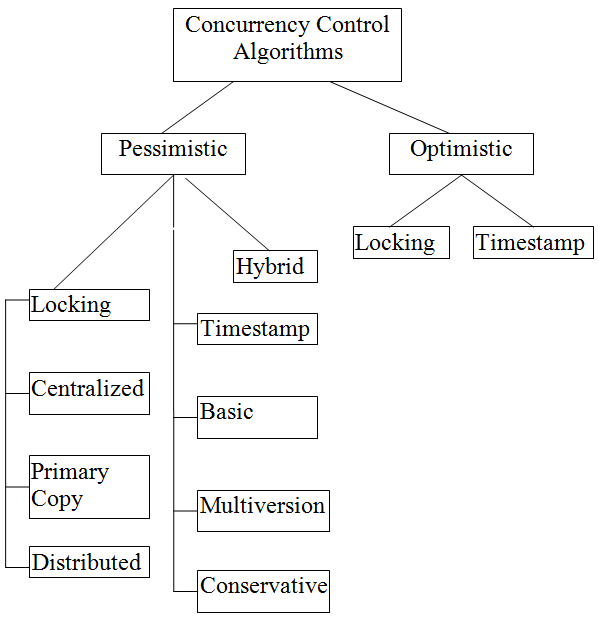 Concurrency Control
Algorithms
Pessimistic
Optimistic
Locking
Timestamp
Hybrid
Locking
Timestamp
Centralized
Basic
Primary
Copy
Multiversion
Distributed
Conservative